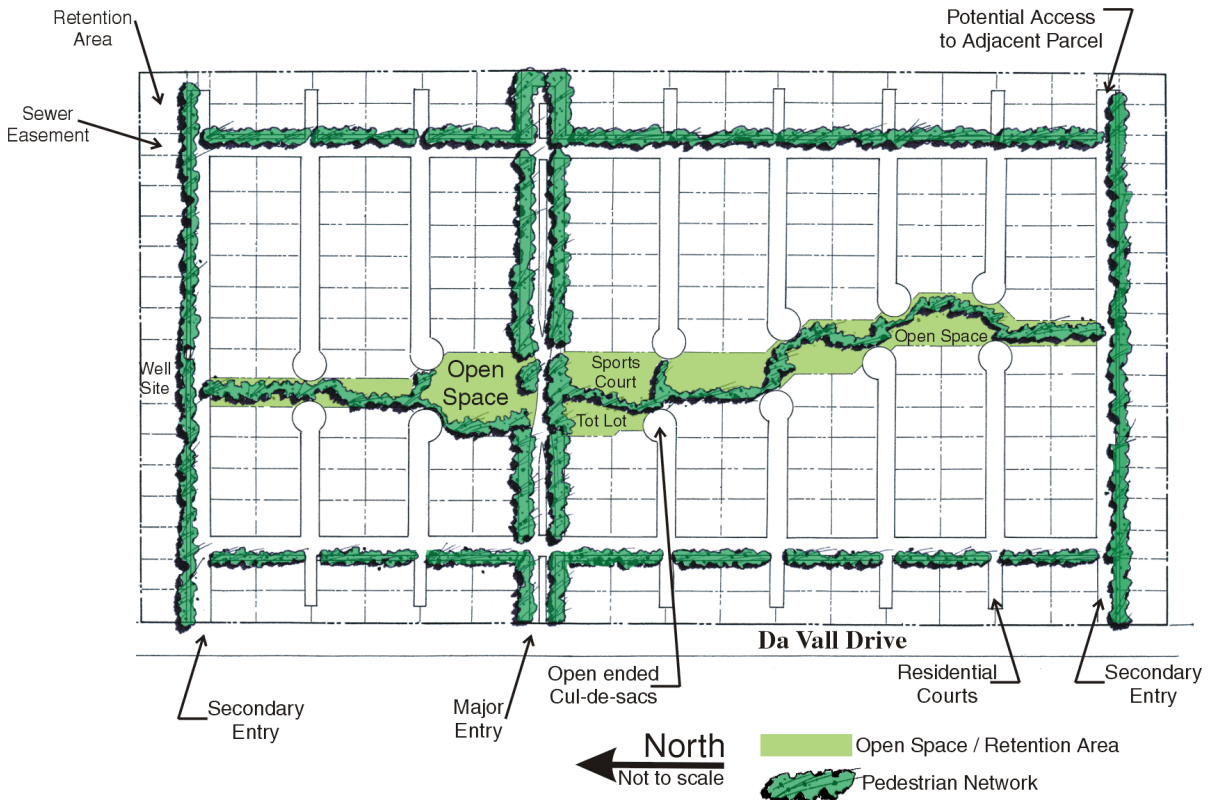 Retention
Area
Potential Access
to Adjacent Parcel
Sewer
Easement
Open Space
Sports
Court
Well
Site
Open
Space
Tot Lot
Da Vall Drive
Open ended
Cul-de-sacs
Residential
Courts
Secondary
Entry
Secondary
Entry
Major
Entry
North
Not to scale
Open Space / Retention Area
Pedestrian Network